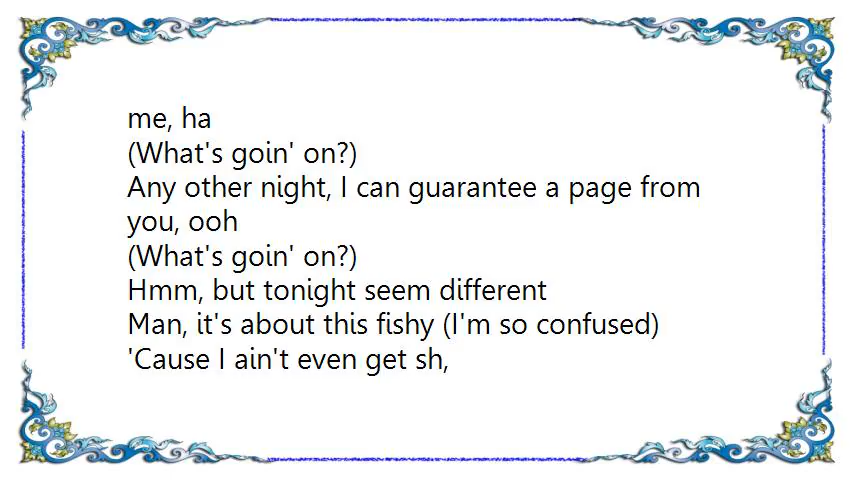 me, ha
(What's goin' on?)
Any other night, I can guarantee a page from
you, ooh
(What's goin' on?)
Hmm, but tonight seem different
Man, it's about this fishy (I'm so confused)
'Cause I ain't even get sh,